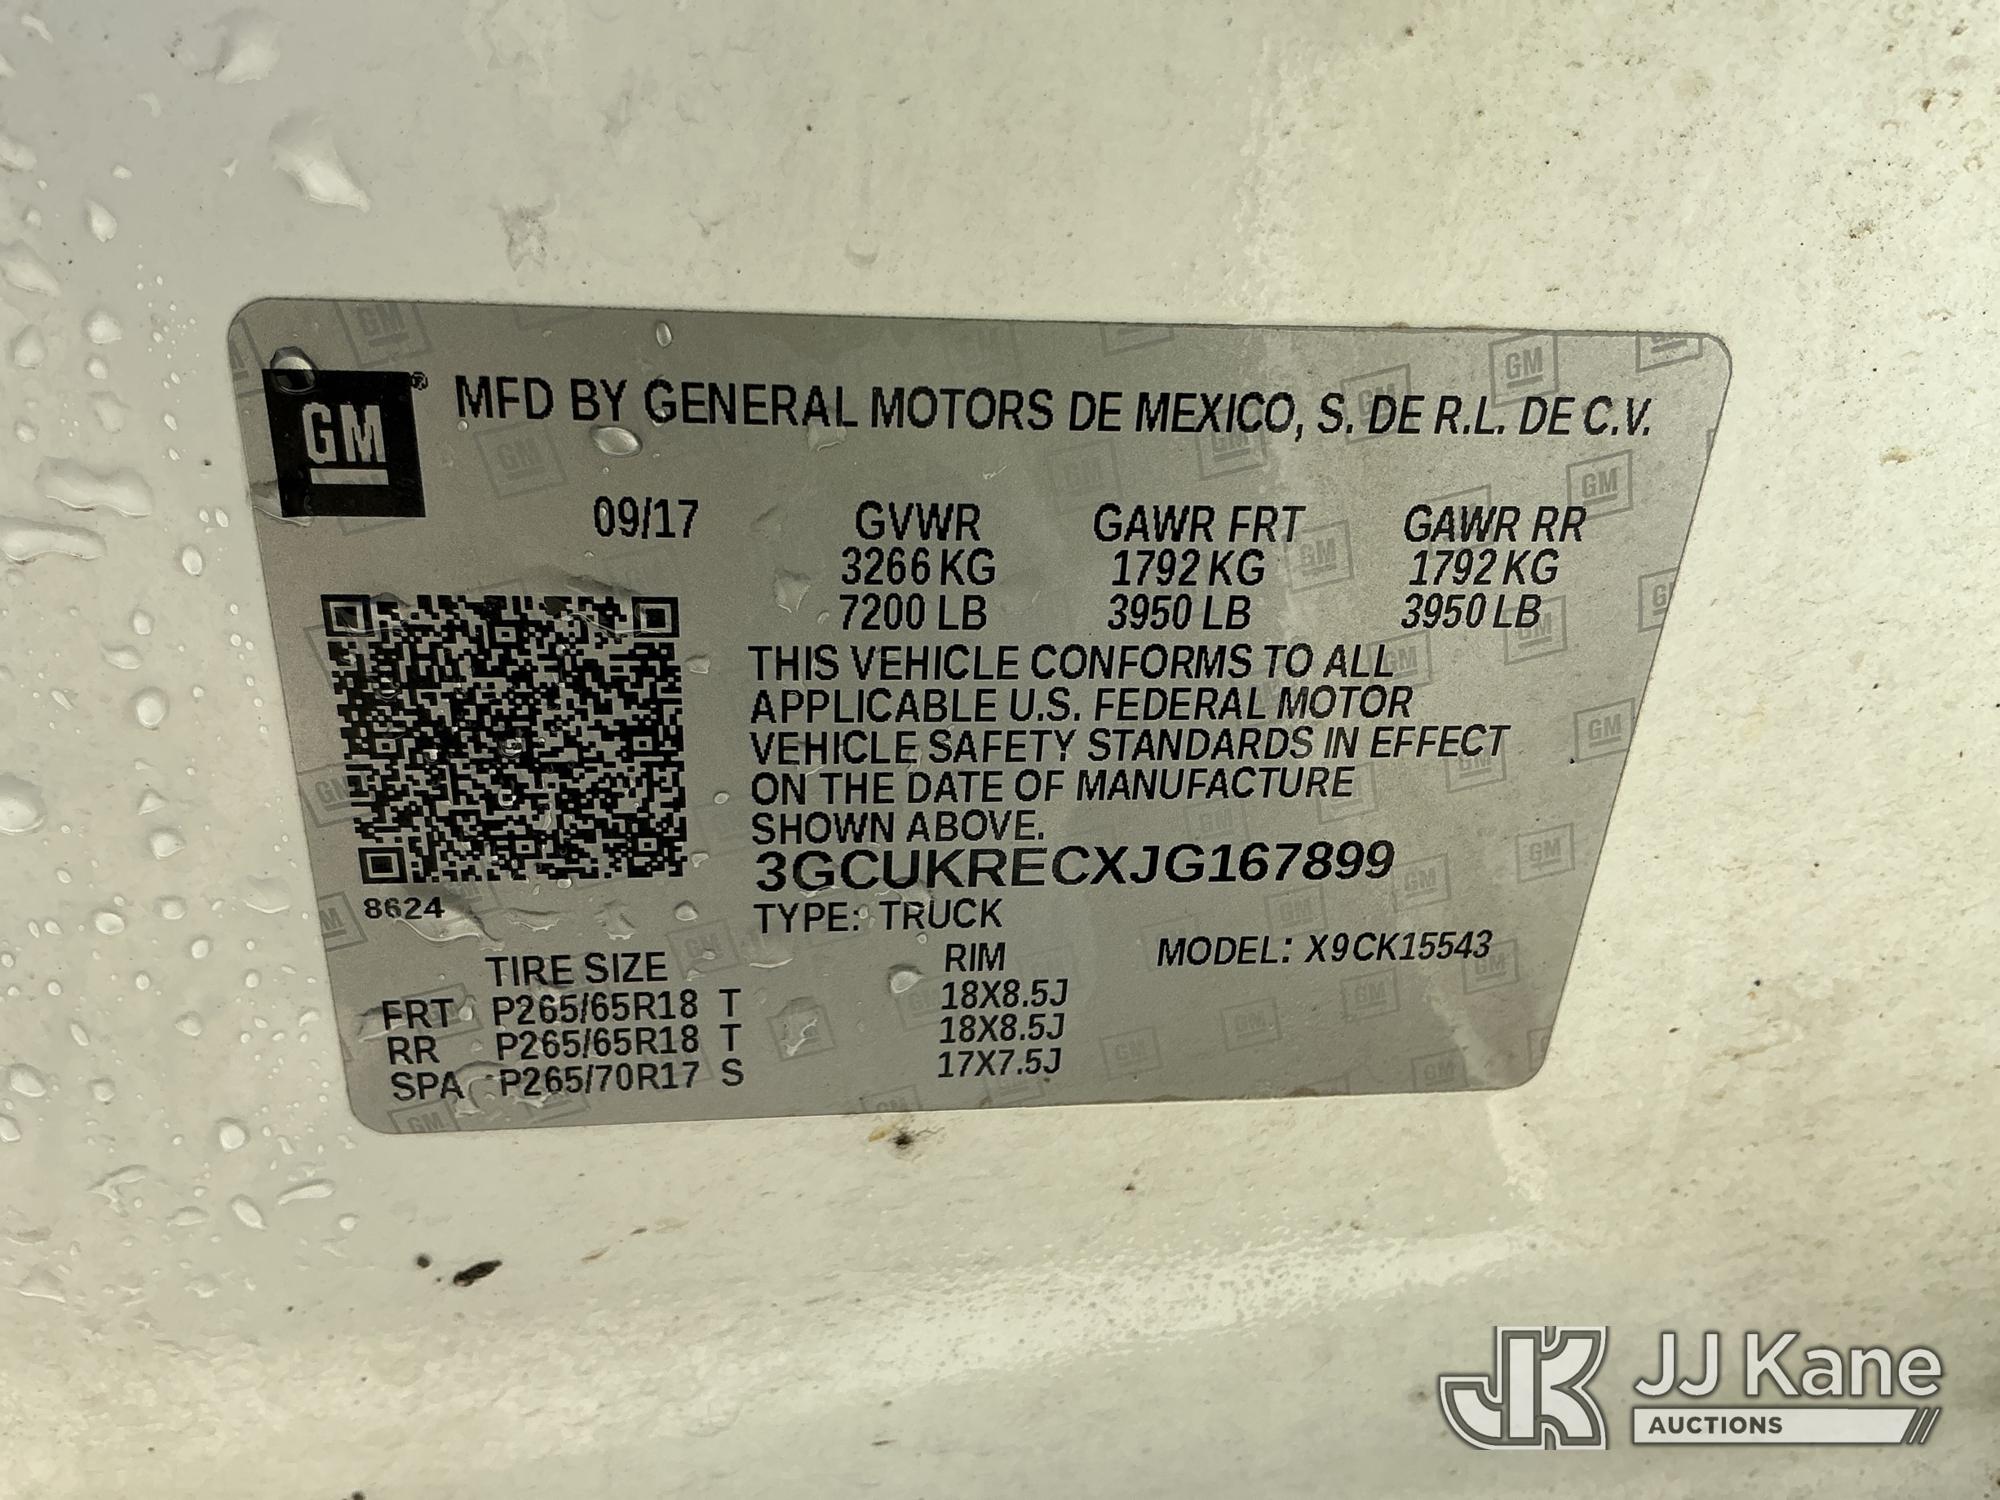 GM® MFD BY GENERAL MOTORS DE MEXICO, S. DE R.L. DE C.V.
09/17 GVWR GAWR FRT GAWR RR
3266 KG 1792 KG 1792 KG
7200 LB 3950 LB 3950 LB
THIS VEHICLE CONFORMS TO ALL
APPLICABLE U.S. FEDERAL MOTOR
VEHICLE SAFETY STANDARDS IN EFFECT
ON THE DATE OF MANUFACTURE
SHOWN ABOVE.
3GCUKRECXJG167899
8624
TYPE: TRUCK
TIRE SIZE RIM MODEL: X9CK15543
FRT P265/65R18 T 18X8.5J
RR P265/65R18 T 18X8.5J
SPA P265/70R17 S 17X7.5J
JK JJ Kane
AUCTIONS